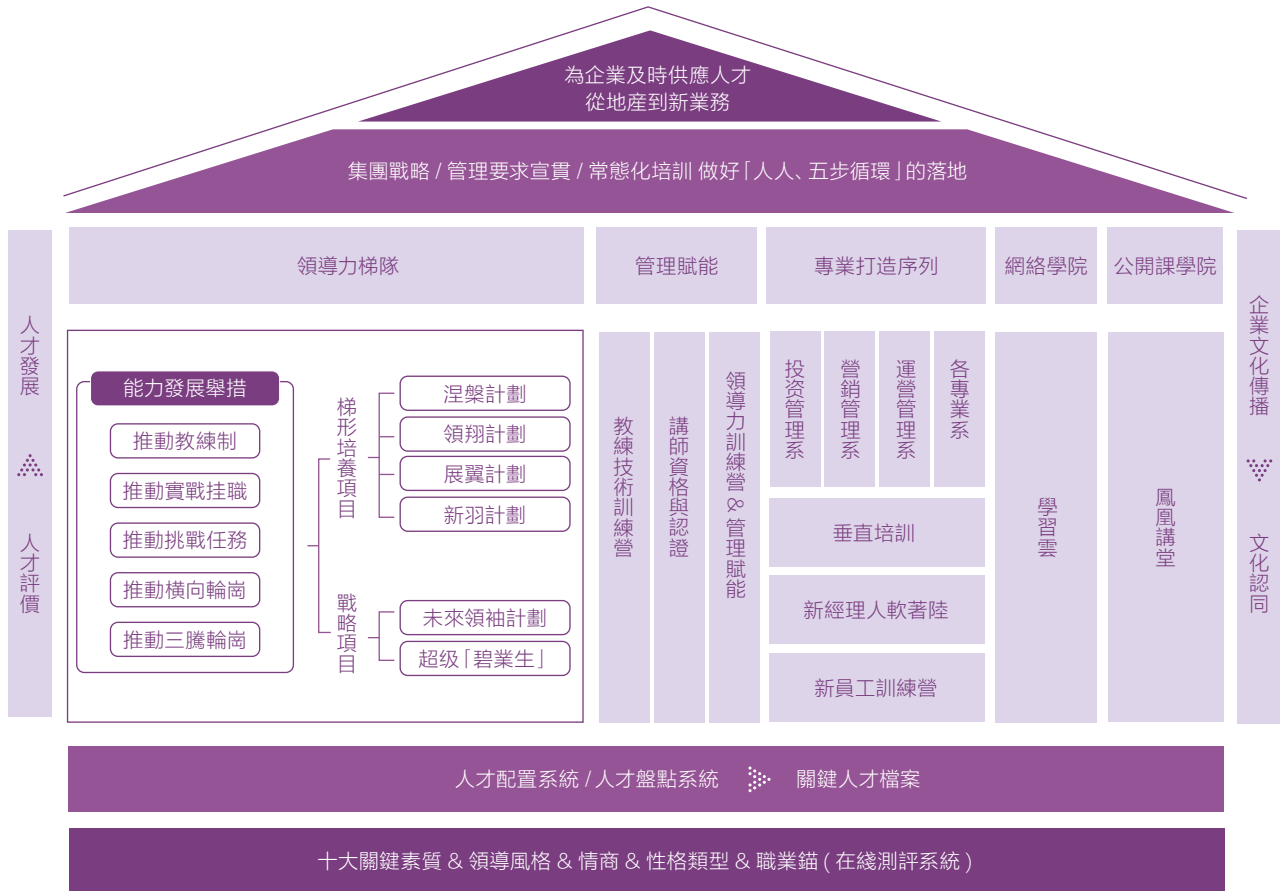 為企業及時供應人才
從地産到新業務
集團戰略 / 管理要求宣貫 / 常態化培訓 做好「人人、五步循環」的落地
人才發展
人才評價
領導力梯隊
管理賦能
專業打造序列
網絡學院
公開課學院
企業文化傳播
文化認同
能力發展舉措
推動教練制
推動實戰挂職
推動挑戰任務
推動橫向輪崗
推動三騰輪崗
梯形培養項目
涅槃計劃
領翔計劃
展翼計劃
新羽計劃
戰略項目
未來領袖計劃
超级「碧業生」
教練技術訓練營
講師資格與認證
領導力訓練營 & 管理賦能
投资管理系
營銷管理系
運營管理系
各專業系
垂直培訓
新經理人軟著陸
新員工訓練營
學習雲
鳳凰講堂
人才配置系統 / 人才盤點系統 關鍵人才檔案
十大關鍵素質 & 領導風格 & 情商 & 性格類型 & 職業錨 ( 在綫測評系統 )